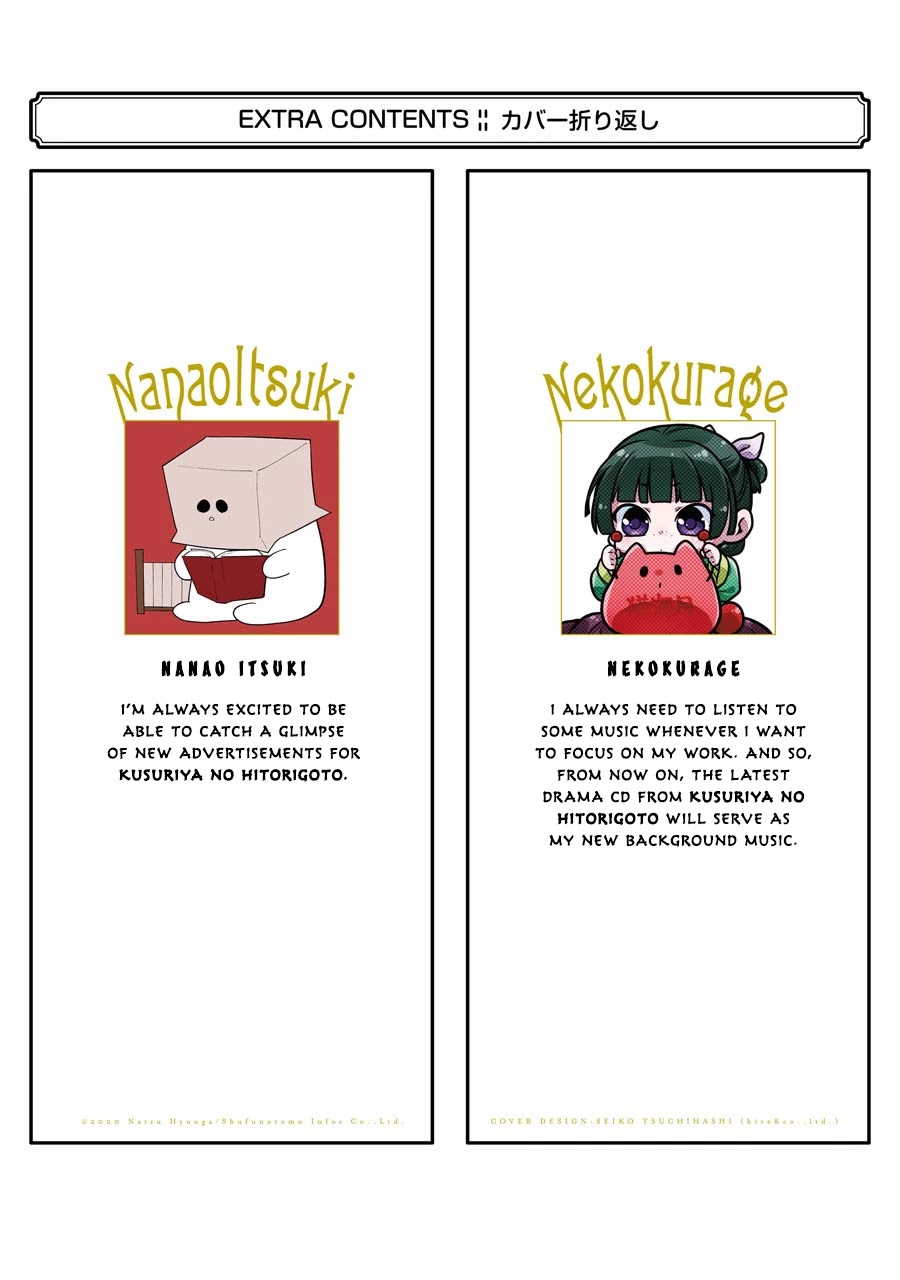 EXTRA CONTENTS ¦¦ カバー折り返し
NanaoItsuki
NANAO ITSUKI
I'M ALWAYS EXCITED TO BE
ABLE TO CATCH A GLIMPSE
OF NEW ADVERTISEMENTS FOR
KUSURIYA NO HITORIGOTO.
©2020 Natsu Hyuuga/Shufunotomo Infos Co.,Ltd.
Nekokurage
NEKOKURAGE
I ALWAYS NEED TO LISTEN TO
SOME MUSIC WHENEVER I WANT
TO FOCUS ON MY WORK. AND SO,
FROM NOW ON, THE LATEST
DRAMA CD FROM KUSURIYA NO
HITORIGOTO WILL SERVE AS
MY NEW BACKGROUND MUSIC.
COVER DESIGN:SEIKO TSUCHIHASHI (hive&co.,ltd.)